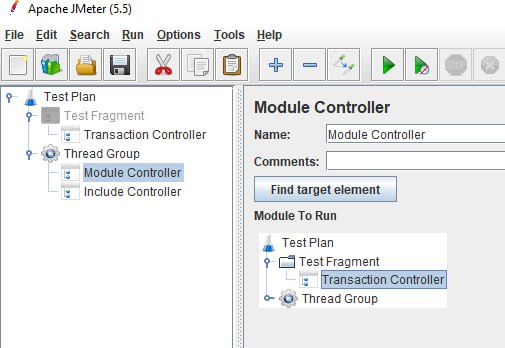 Apache JMeter (5.5)
File Edit Search Run Options Tools Help
STOP
Test Plan
Test Fragment
Transaction Controller
Thread Group
Module Controller
Include Controller
Module Controller
Name: Module Controller
Comments:
Find target element
Module To Run
Test Plan
Test Fragment
Transaction Controller
Thread Group